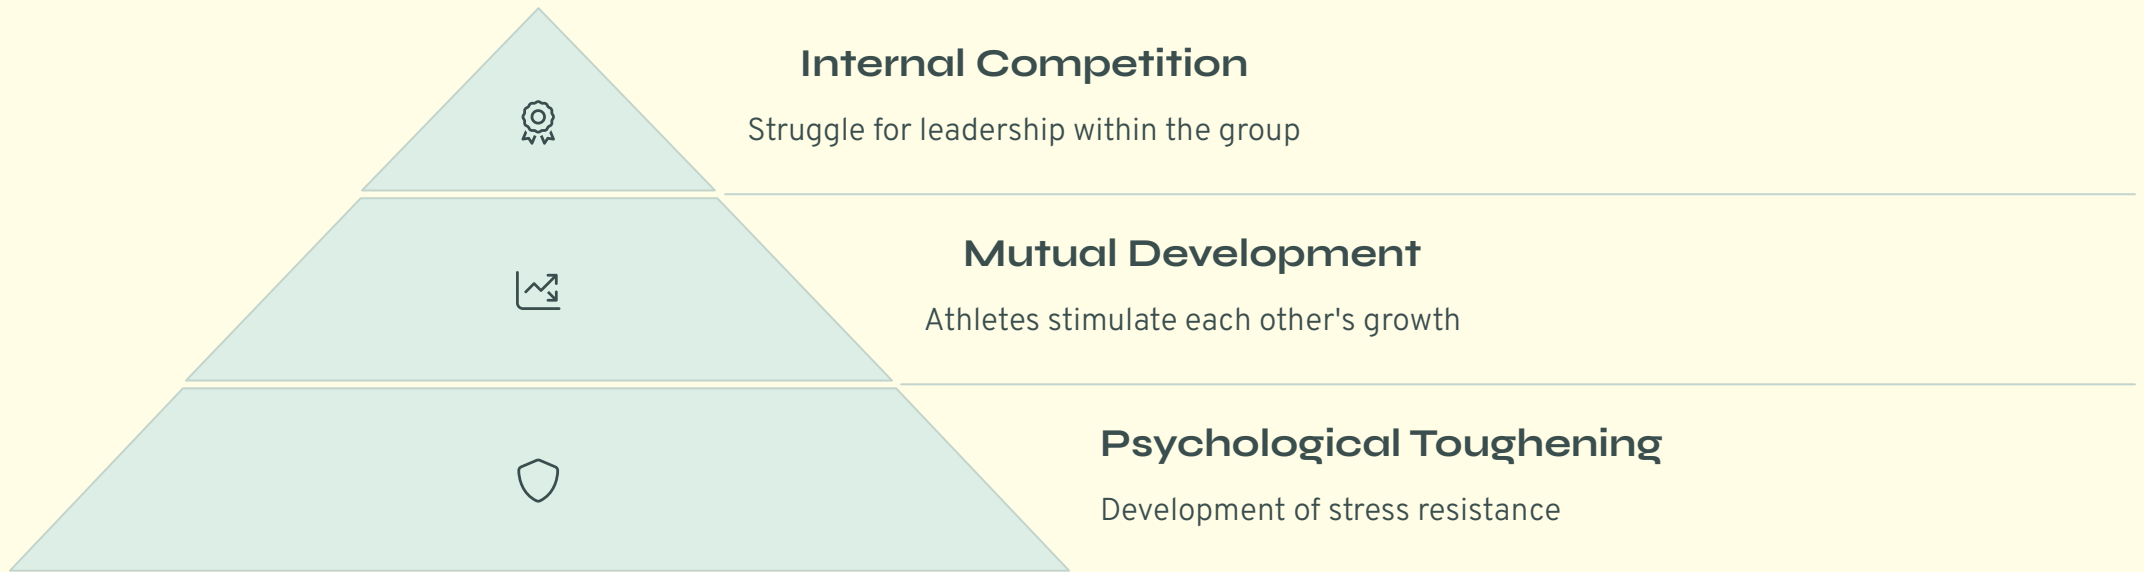 Internal Competition
Struggle for leadership within the group
Mutual Development
Athletes stimulate each other's growth
Psychological Toughening
Development of stress resistance